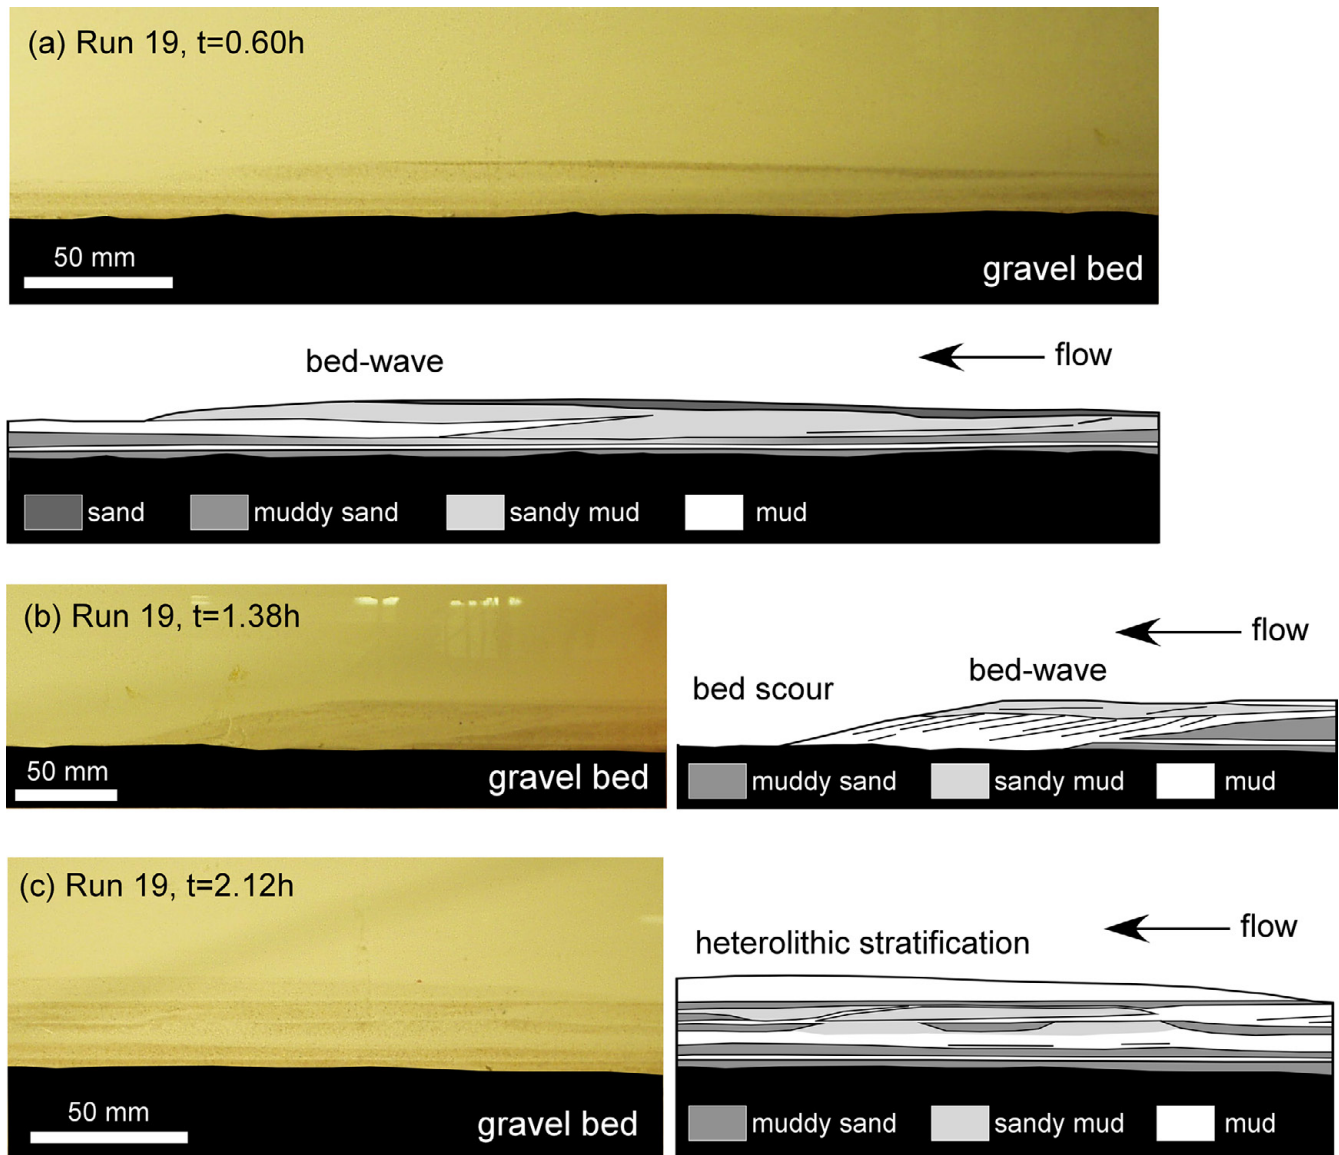 (a) Run 19, t=0.60h
50 mm
gravel bed
bed-wave
flow
sand muddy sand sandy mud mud
(b) Run 19, t=1.38h
50 mm
gravel bed
flow
bed-wave
bed scour
muddy sand sandy mud mud
(c) Run 19, t=2.12h
50 mm
gravel bed
flow
heterolithic stratification
muddy sand sandy mud mud